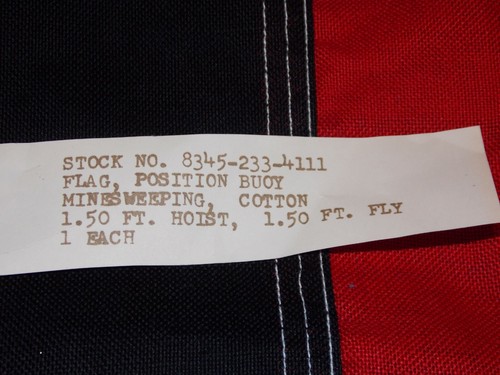 STOCK NO. 8345-233-4111
FLAG, POSITION BUOY
MINESWEEPING, COTTON
1.50 FT. HOIST, 1.50 FT. FLY
1 EACH